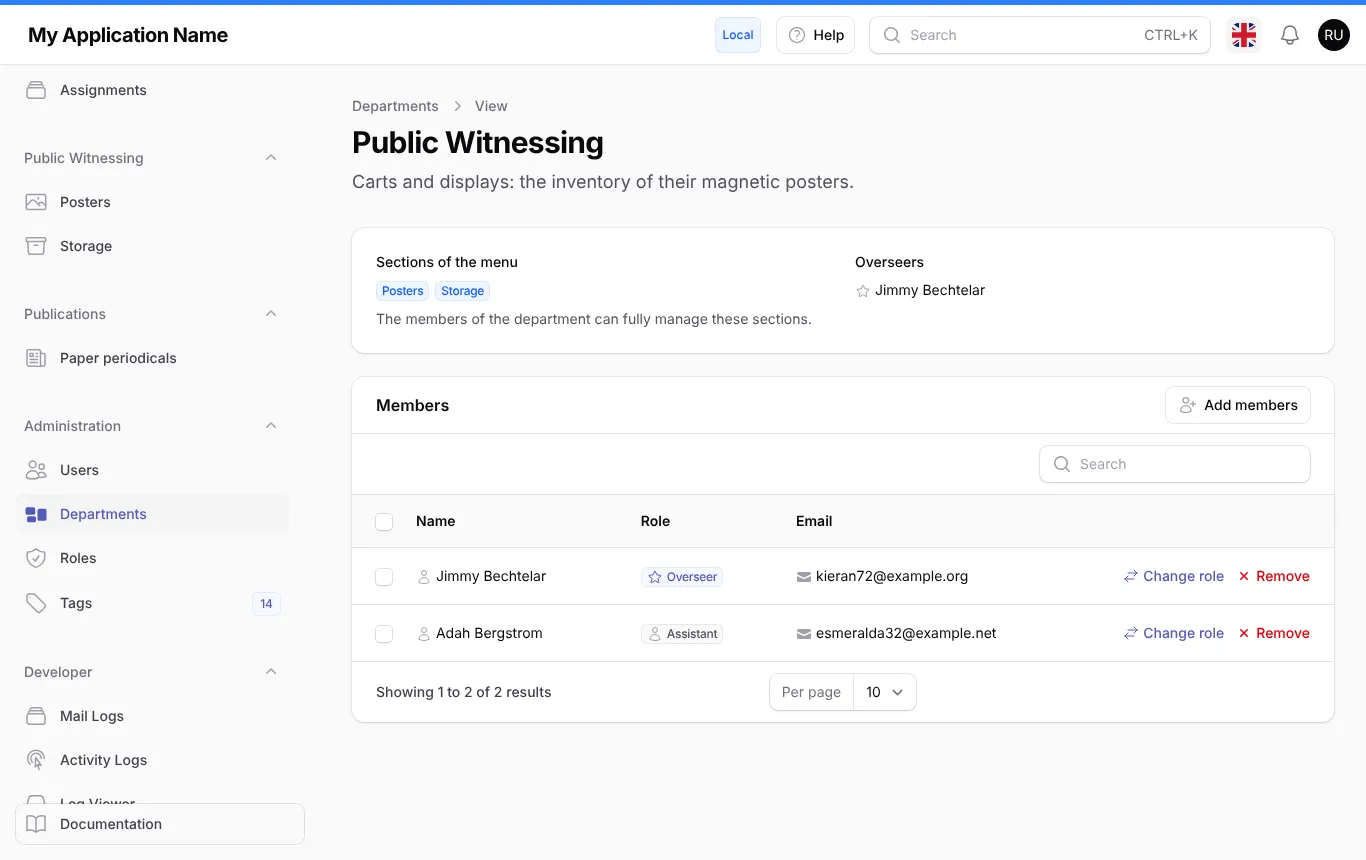 My Application Name
Local
Help
Search CTRL+K
RU
Assignments
Public Witnessing
Posters
Storage
Publications
Paper periodicals
Administration
Users
Departments
Roles
Tags 14
Developer
Mail Logs
Activity Logs
Log Viewer
Documentation
Departments View
Public Witnessing
Carts and displays: the inventory of their magnetic posters.
Sections of the menu
Posters Storage
The members of the department can fully manage these sections.
Overseers
Jimmy Bechtelar
Members
Add members
Search
Name Role Email
Jimmy Bechtelar Overseer kieran72@example.org Change role Remove
Adah Bergstrom Assistant esmeralda32@example.net Change role Remove
Showing 1 to 2 of 2 results
Per page 10